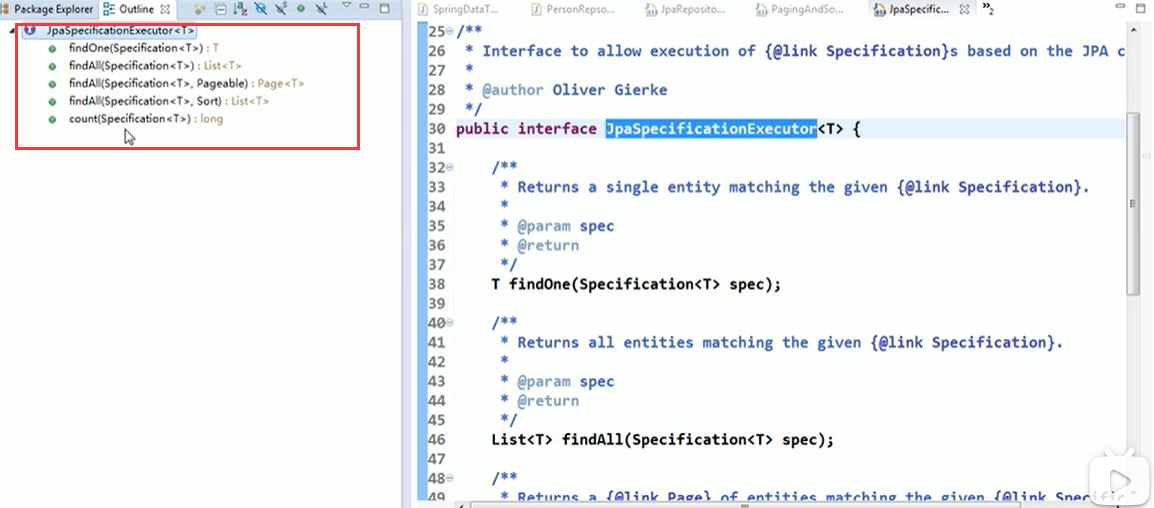 Package Explorer Outline
JpaSpecificationExecutor<T>
findOne(Specification<T>) : T
findAll(Specification<T>) : List<T>
findAll(Specification<T>, Pageable) : Page<T>
findAll(Specification<T>, Sort) : List<T>
count(Specification<T>) : long
SpringDataT... PersonRepso... JpaReposito... PagingAndSo... JpaSpecific... »2
25 /**
26 * Interface to allow execution of {@link Specification}s based on the JPA c
27 *
28 * @author Oliver Gierke
29 */
30 public interface JpaSpecificationExecutor<T> {
31
32 /**
33 * Returns a single entity matching the given {@link Specification}.
34 *
35 * @param spec
36 * @return
37 */
38 T findOne(Specification<T> spec);
39
40 /**
41 * Returns all entities matching the given {@link Specification}.
42 *
43 * @param spec
44 * @return
45 */
46 List<T> findAll(Specification<T> spec);
47
48 /**
49 * Returns a {@link Page} of entities matching the given {@link Specific